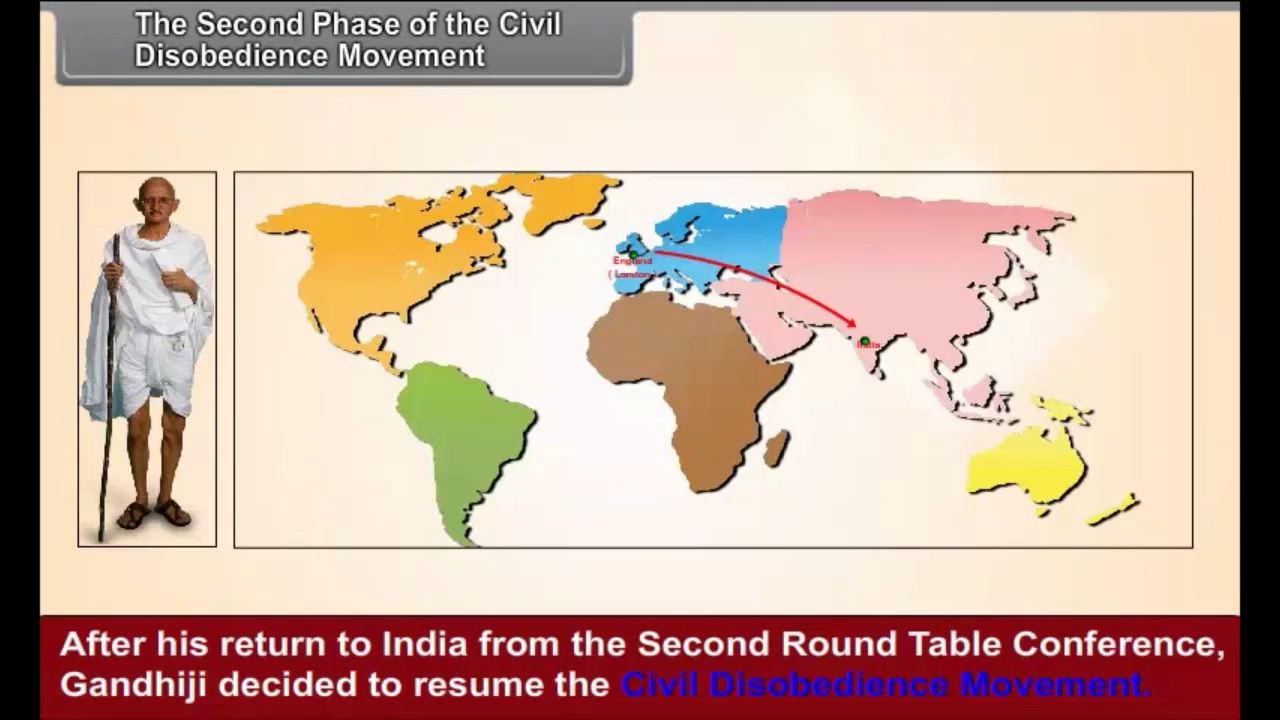 The Second Phase of the Civil
Disobedience Movement
England
( London )
India
After his return to India from the Second Round Table Conference,
Gandhiji decided to resume the Civil Disobedience Movement.